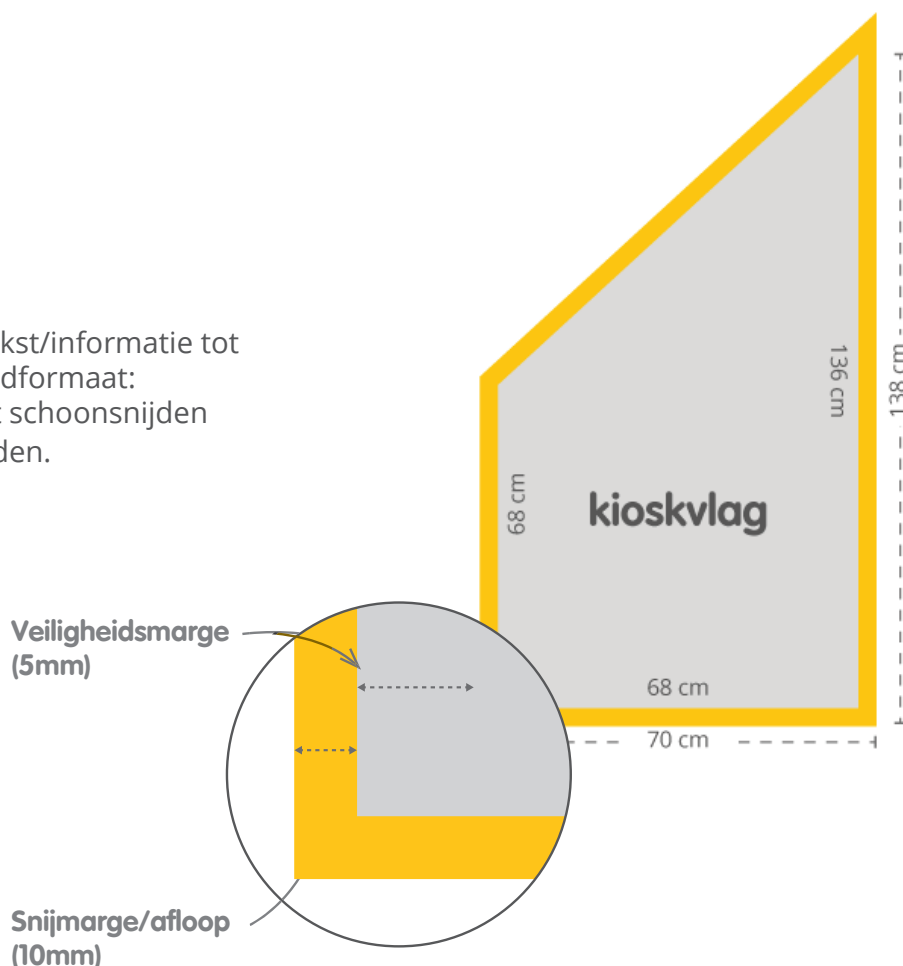 kst/informatie tot
dformaat:
schoonsnijden
den.
136 cm
138 cm
68 cm
kioskvlag
Veiligheidsmarge
(5mm)
68 cm
70 cm
Snijmarge/afloop
(10mm)